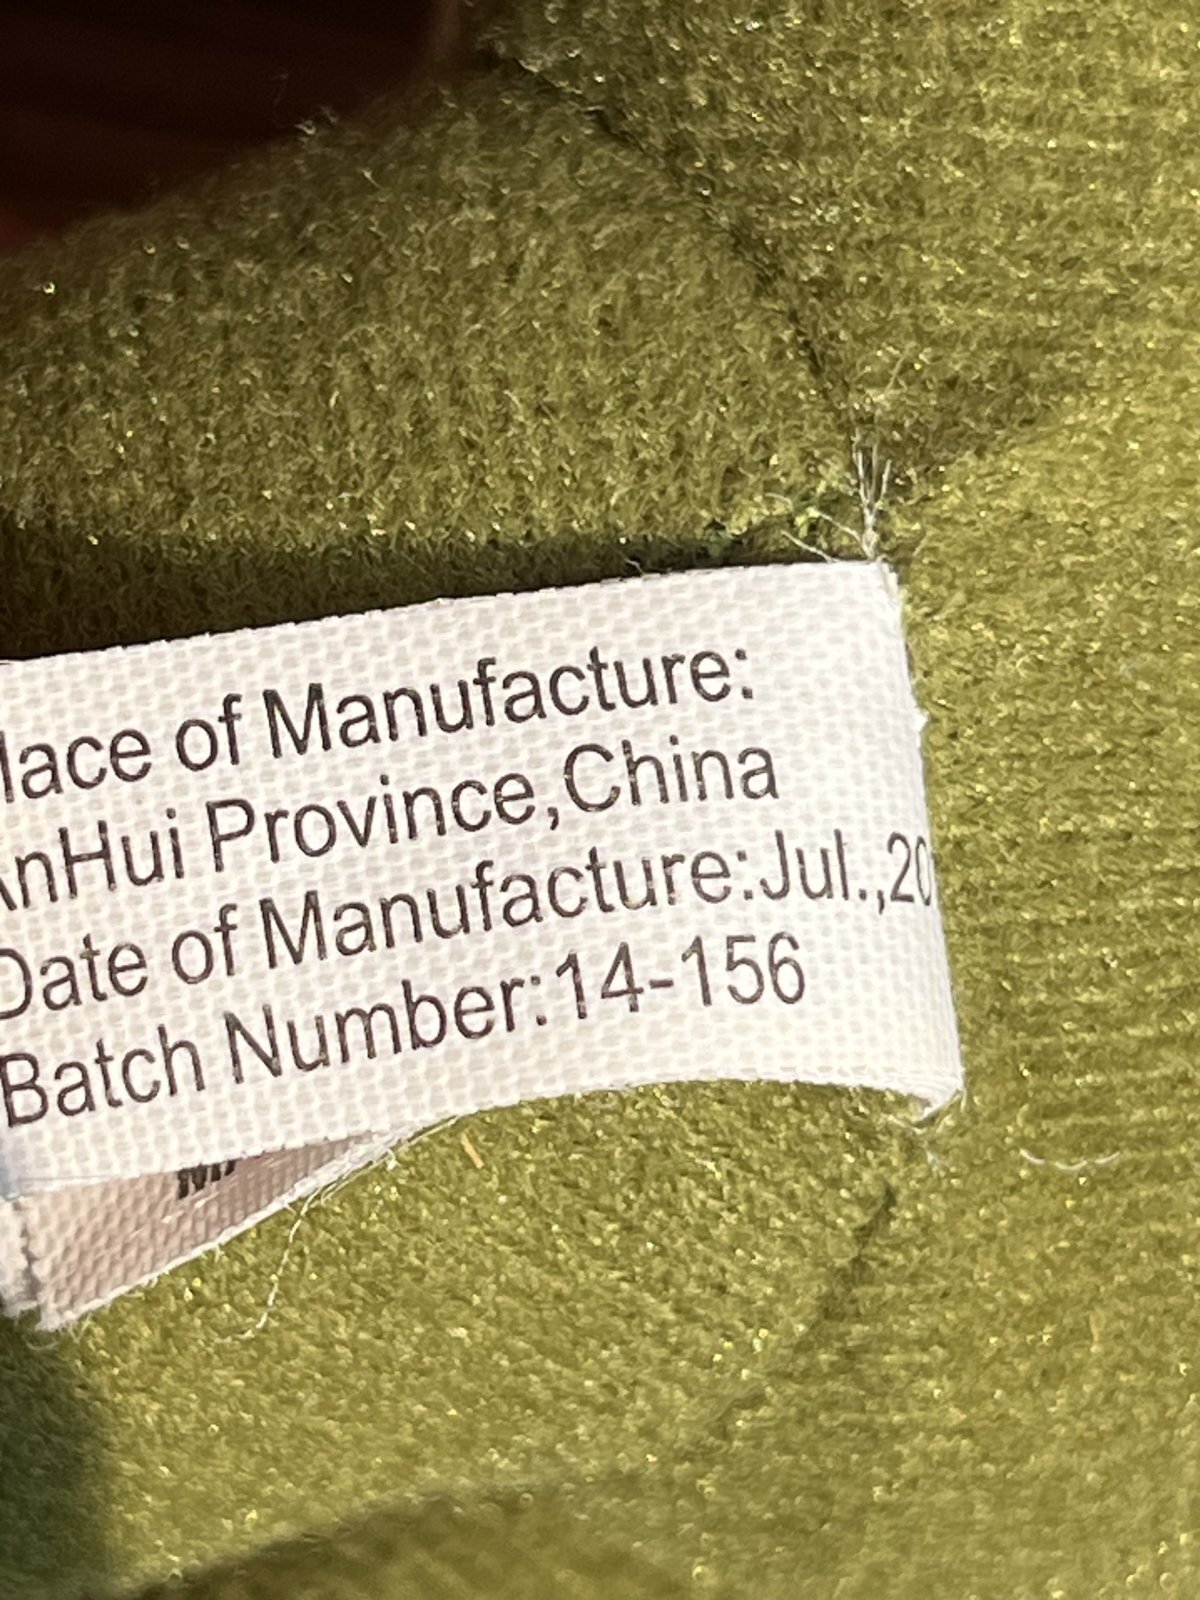 lace of Manufacture:
AnHui Province,China
Date of Manufacture:Jul.,20
Batch Number:14-156